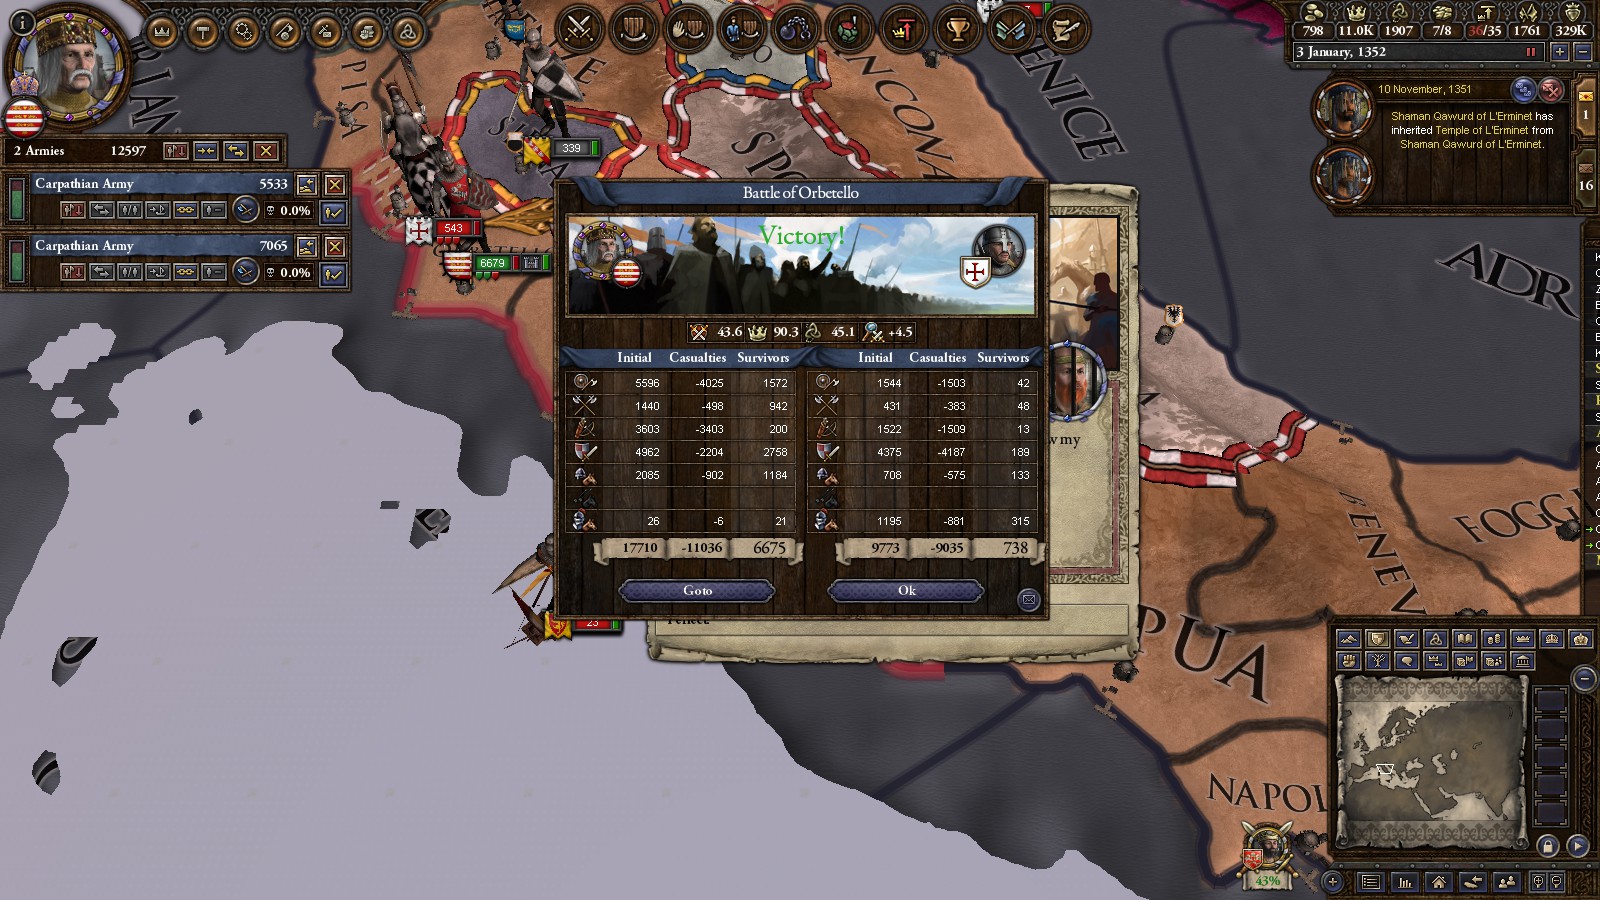 798 11.0K 1907 7/8 36/35 1761 329K
3 January, 1352
10 November, 1351
Shaman Qawurd of L'Erminet has
inherited Temple of L'Erminet from
Shaman Qawurd of L'Erminet.
1
16
2 Armies 12597
Carpathian Army 5533
0.0%
Carpathian Army 7065
0.0%
PISA
ANCONA
VENICE
SPO
339
543
6679
Battle of Orbetello
Victory!
43.6 90.3 45.1 +4.5
Initial Casualties Survivors Initial Casualties Survivors
5596 -4025 1572 1544 -1503 42
1440 -498 942 431 -383 48
3603 -3403 200 1522 -1509 13
4962 -2204 2758 4375 -4187 189
2085 -902 1184 708 -575 133
26 -6 21 1195 -881 315
17710 -11036 6675 9773 -9035 738
Goto Ok
w my
Perfect.
23
ADR
FOGG
BENEV
PUA
NAPOL
43%